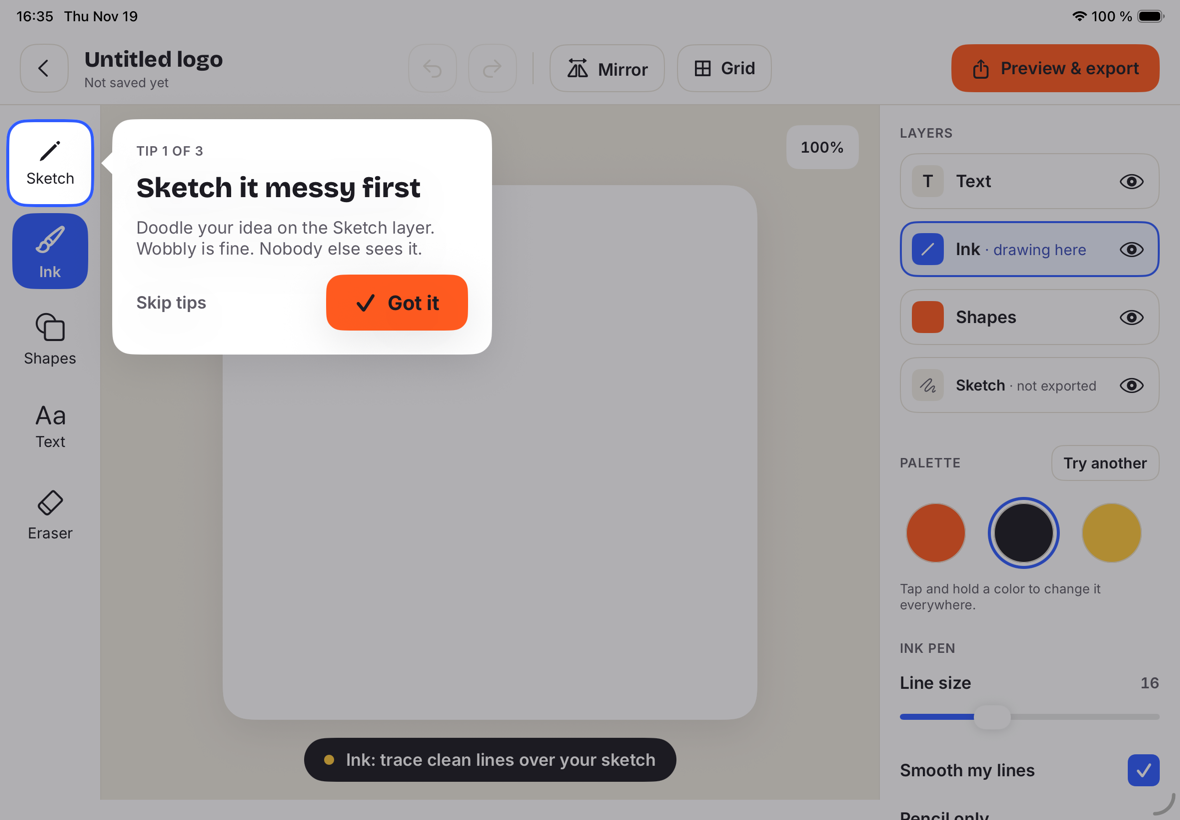 16:35 Thu Nov 19
100 %
Untitled logo
Not saved yet
Mirror
Grid
Preview & export
Sketch
Ink
Shapes
Aa
Text
Eraser
TIP 1 OF 3
Sketch it messy first
Doodle your idea on the Sketch layer.
Wobbly is fine. Nobody else sees it.
Skip tips
Got it
100%
Ink: trace clean lines over your sketch
LAYERS
T Text
Ink · drawing here
Shapes
Sketch · not exported
PALETTE
Try another
Tap and hold a color to change it
everywhere.
INK PEN
Line size 16
Smooth my lines
Pencil only